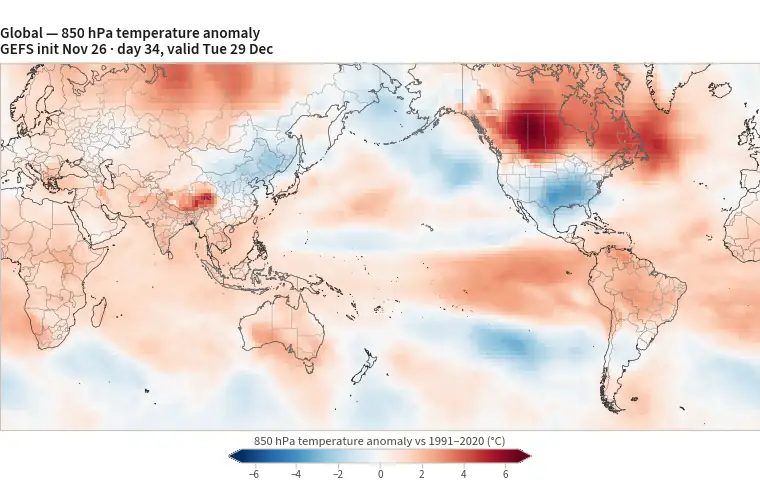 Global — 850 hPa temperature anomaly
GEFS init Nov 26 · day 34, valid Tue 29 Dec
850 hPa temperature anomaly vs 1991–2020 (°C)
−6 −4 −2 0 2 4 6